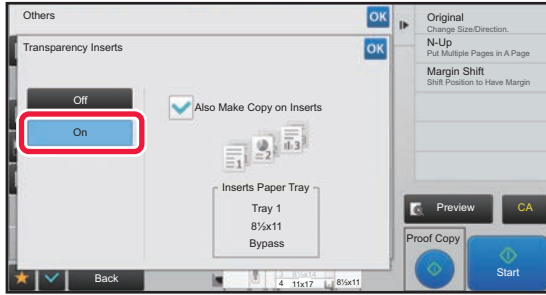 Others
OK
Transparency Inserts
OK
Off
On
Also Make Copy on Inserts
1
2
3
Inserts Paper Tray
Tray 1
8½x11
Bypass
Back
4 11x17
8½x11
Original
Change Size/Direction.
N-Up
Put Multiple Pages in A Page
Margin Shift
Shift Position to Have Margin
Preview
CA
Proof Copy
Start